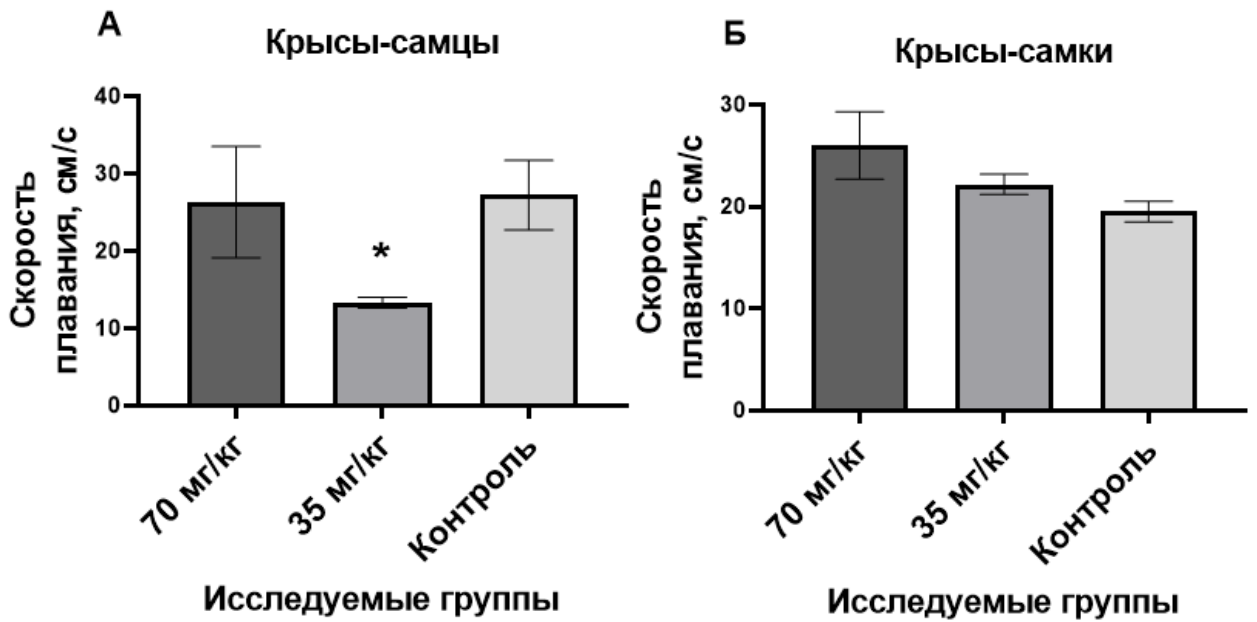 А
Крысы-самцы
Скорость
плавания, см/с
40
30
20
10
0
*
70 мг/кг
35 мг/кг
Контроль
Исследуемые группы
Б
Крысы-самки
Скорость
плавания, см/с
30
20
10
0
70 мг/кг
35 мг/кг
Контроль
Исследуемые группы